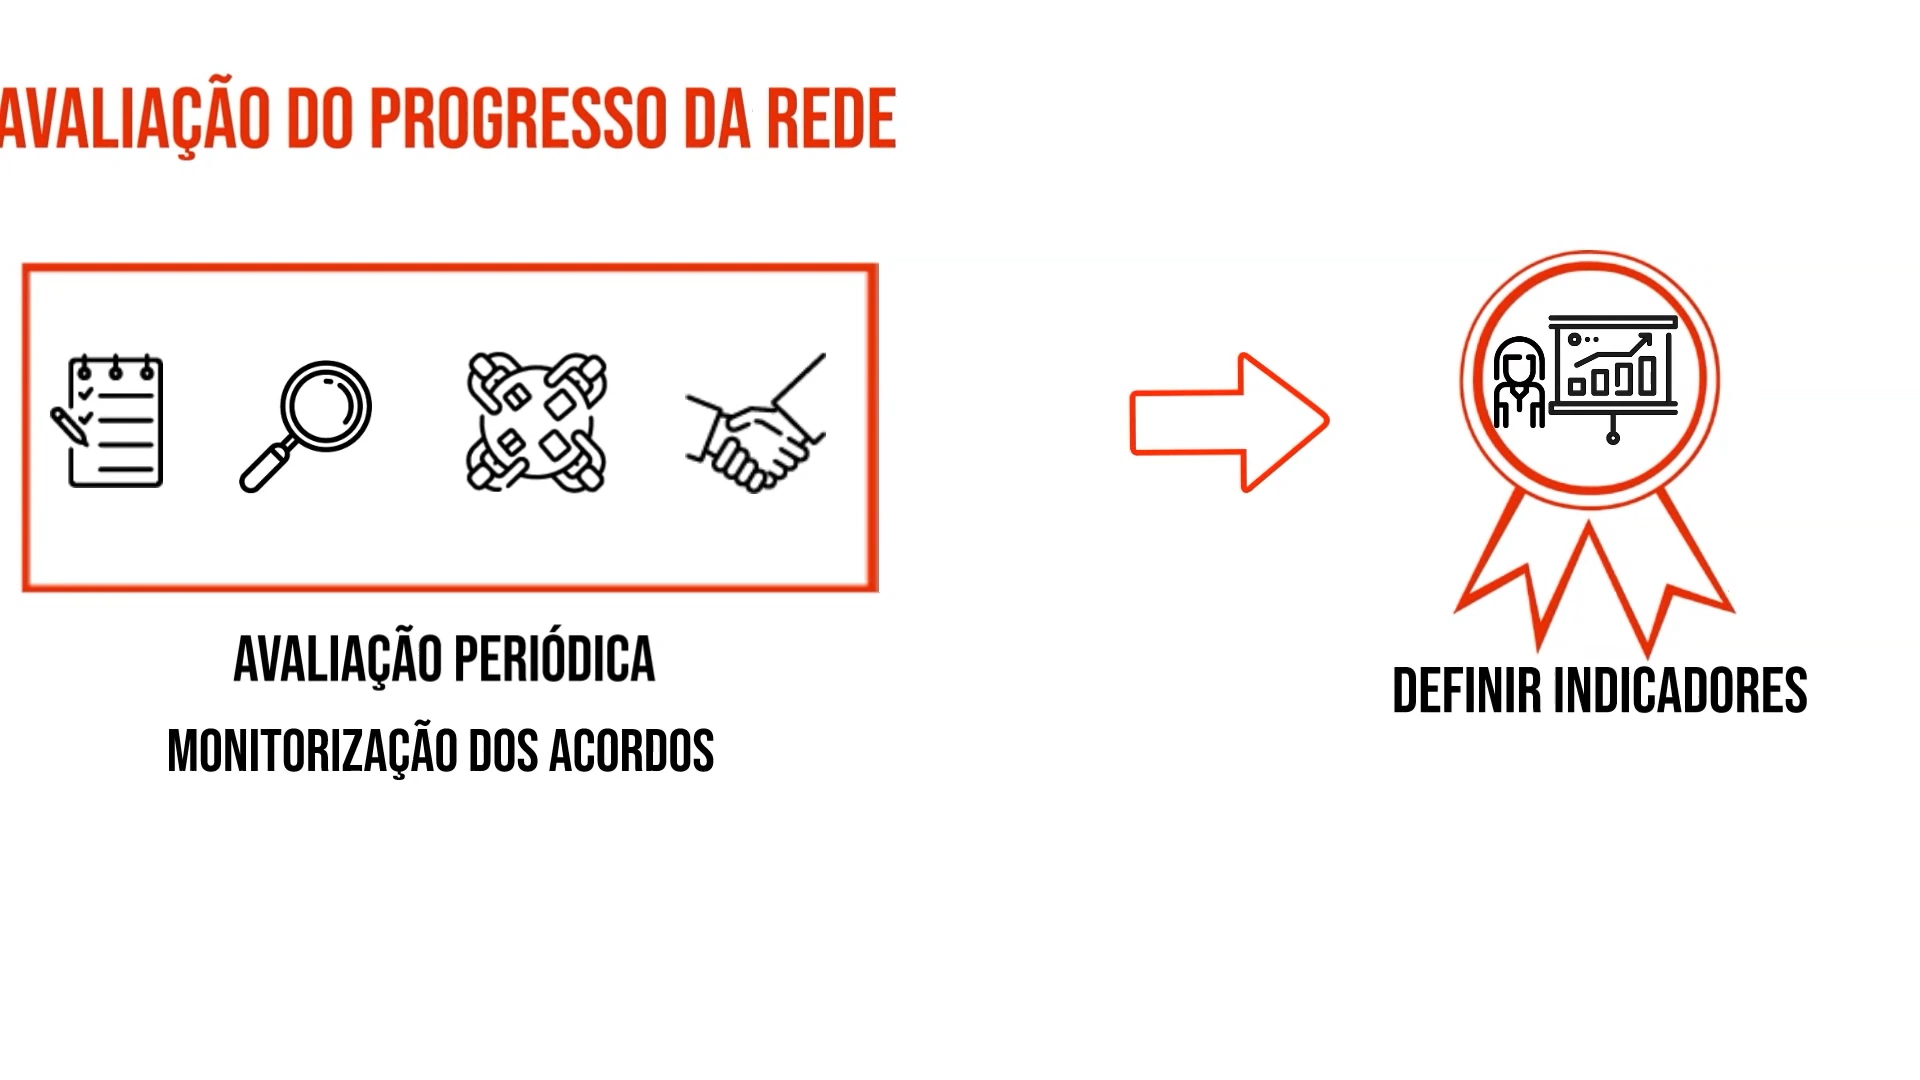 AVALIAÇÃO DO PROGRESSO DA REDE
AVALIAÇÃO PERIÓDICA
MONITORIZAÇÃO DOS ACORDOS
DEFINIR INDICADORES